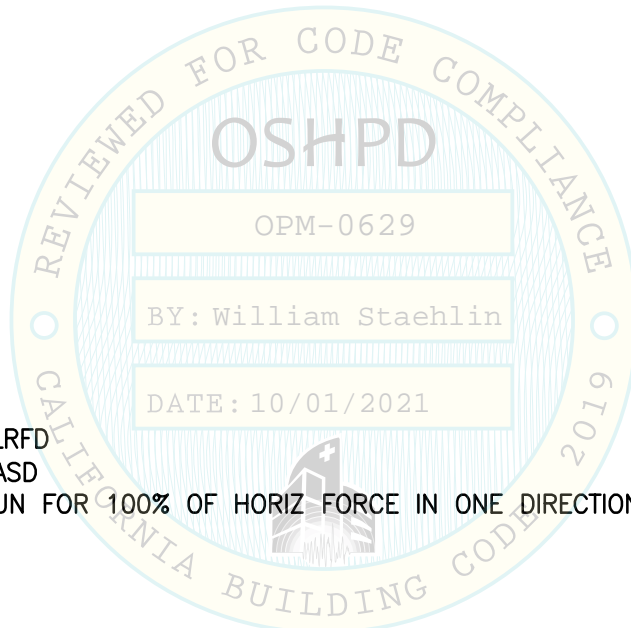 REVIEWED FOR CODE COMPLIANCE
OSHPD
OPM-0629
BY: William Staehlin
DATE: 10/01/2021
CALIFORNIA BUILDING CODE 2019
LRFD
ASD
FOR 100% OF HORIZ FORCE IN ONE DIRECTION